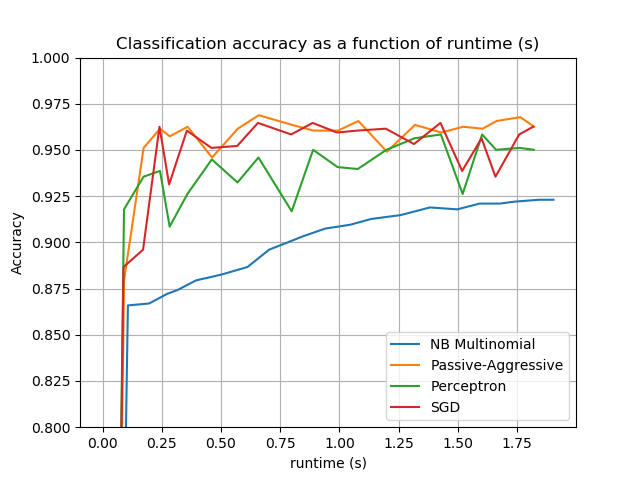 Classification accuracy as a function of runtime (s)
1.000
0.975
0.950
0.925
0.900
0.875
0.850
0.825
0.800
Accuracy
NB Multinomial
Passive-Aggressive
Perceptron
SGD
0.00 0.25 0.50 0.75 1.00 1.25 1.50 1.75
runtime (s)